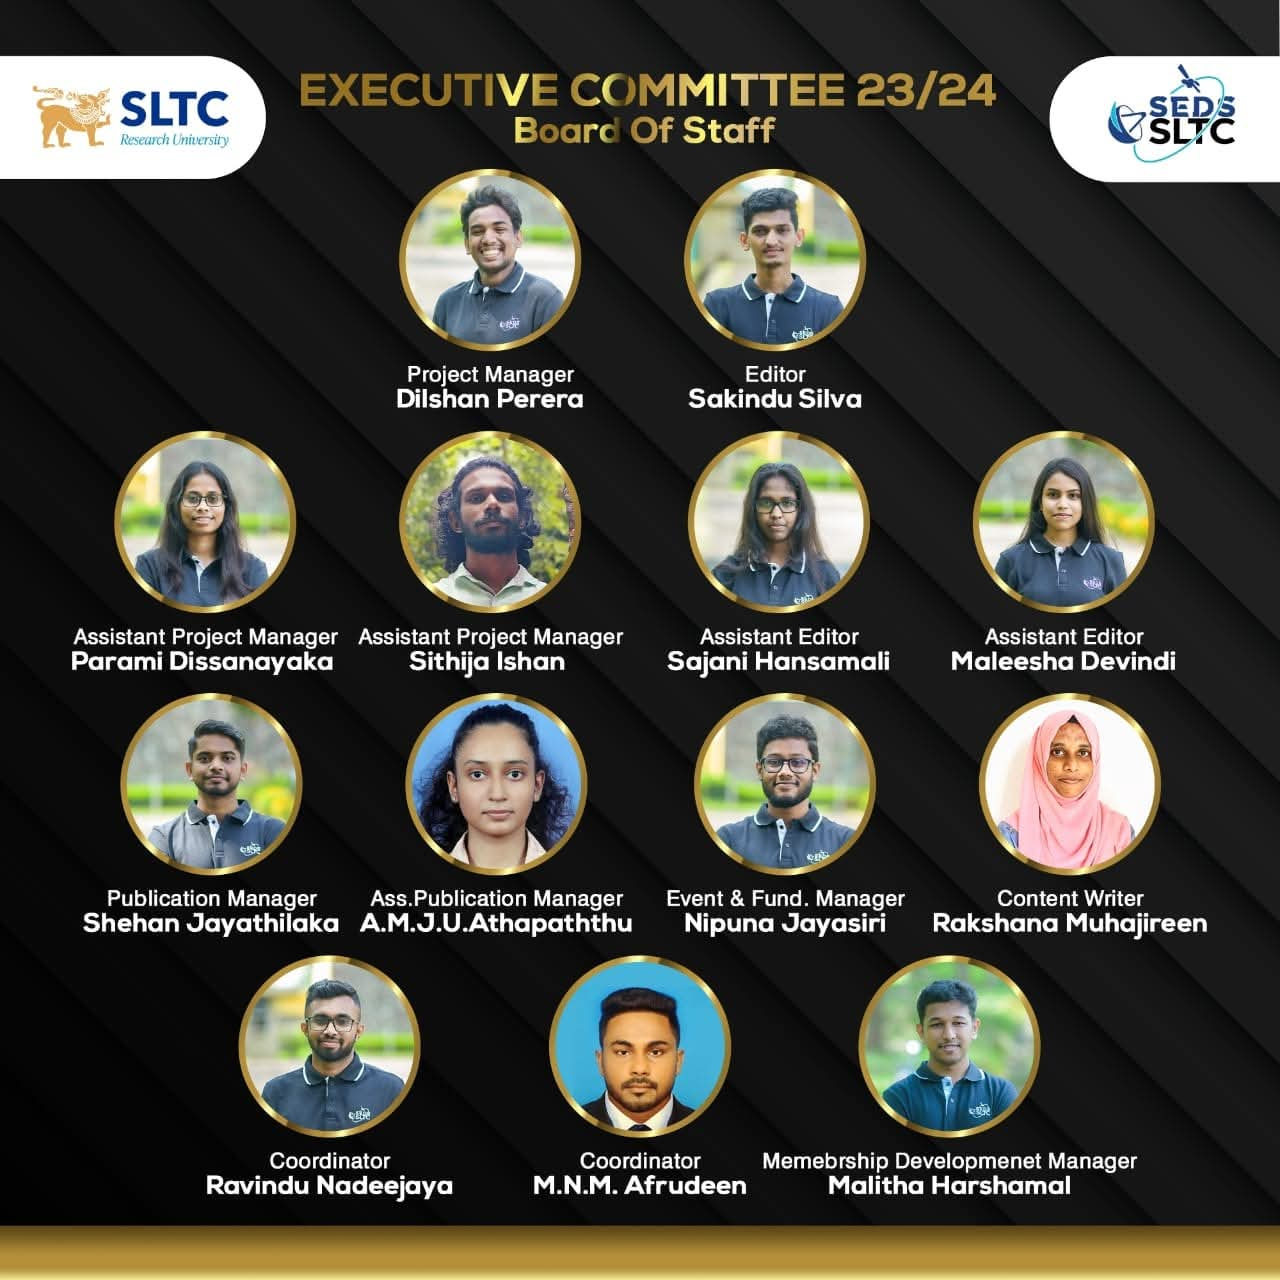 SLTC
Research University
EXECUTIVE COMMITTEE 23/24
Board Of Staff
SEDS
SLTC
Project Manager
Dilshan Perera
Editor
Sakindu Silva
Assistant Project Manager
Parami Dissanayaka
Assistant Project Manager
Sithija Ishan
Assistant Editor
Sajani Hansamali
Assistant Editor
Maleesha Devindi
Publication Manager
Shehan Jayathilaka
Ass.Publication Manager
A.M.J.U.Athapaththu
Event & Fund. Manager
Nipuna Jayasiri
Content Writer
Rakshana Muhajireen
Coordinator
Ravindu Nadeejaya
Coordinator
M.N.M. Afrudeen
Memebrship Developmenet Manager
Malitha Harshamal